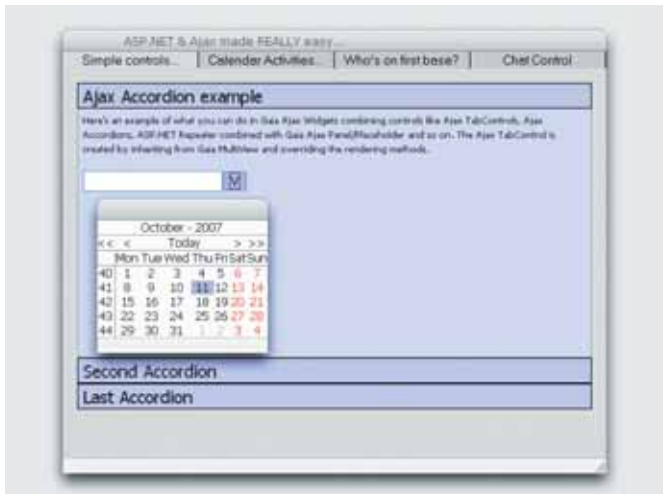 ASP.NET & Ajax made REALLY easy...
Simple controls... Calender Activities... Who's on first base? Chat Control
Ajax Accordion example
Here's an example of what you can do in Gaia Ajax Widgets combining controls like Ajax TabControls, Ajax
Accordions, ASP.NET Repeater combined with Gaia Ajax Panel/Placeholder and so on. The Ajax TabControl is
created by inheriting from Gaia MultiView and overriding the rendering methods.
October - 2007
<< < Today > >>
Mon Tue Wed Thu Fri Sat Sun
40 1 2 3 4 5 6 7
41 8 9 10 11 12 13 14
42 15 16 17 18 19 20 21
43 22 23 24 25 26 27 28
44 29 30 31 1 2 3 4
Second Accordion
Last Accordion